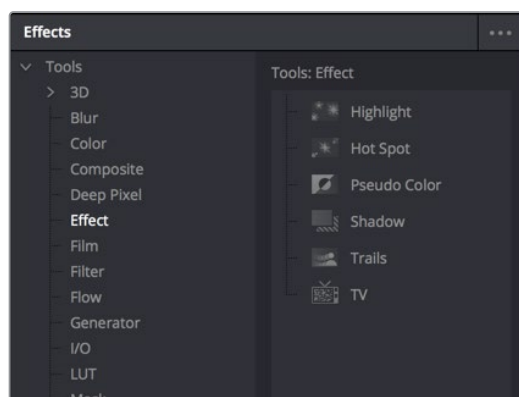 Effects
Tools
3D
Blur
Color
Composite
Deep Pixel
Effect
Film
Filter
Flow
Generator
I/O
LUT
Tools: Effect
Highlight
Hot Spot
Pseudo Color
Shadow
Trails
TV